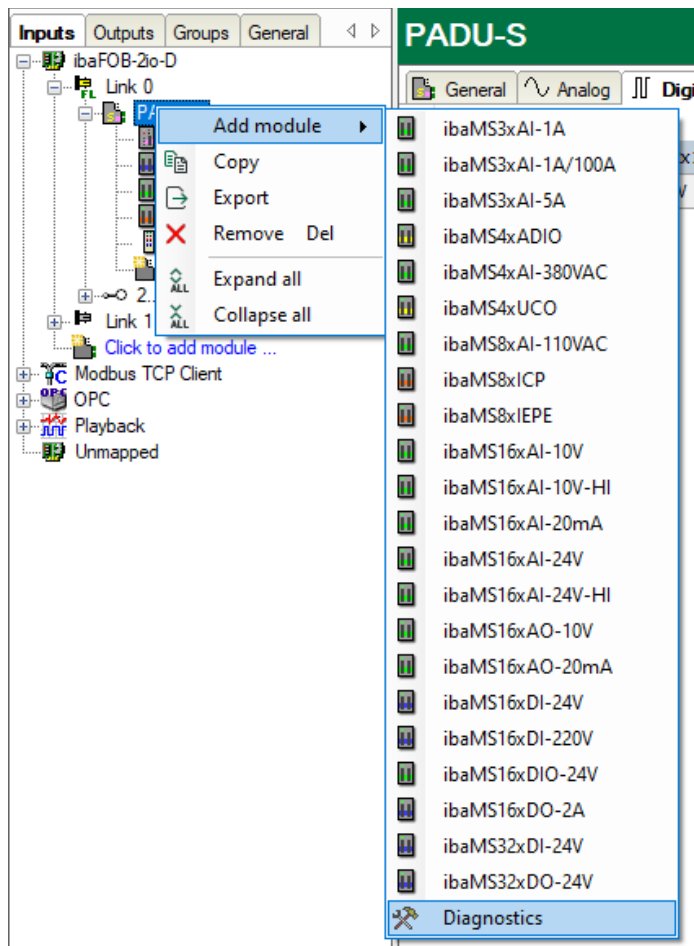 Inputs Outputs Groups General
ibaFOB-2io-D
Link 0
2..
Link 1
Click to add module ...
Modbus TCP Client
OPC
Playback
Unmapped
Add module
Copy
Export
Remove Del
Expand all
Collapse all
PADU-S
General Analog
ibaMS3xAI-1A
ibaMS3xAI-1A/100A
ibaMS3xAI-5A
ibaMS4xADIO
ibaMS4xAI-380VAC
ibaMS4xUCO
ibaMS8xAI-110VAC
ibaMS8xICP
ibaMS8xIEPE
ibaMS16xAI-10V
ibaMS16xAI-10V-HI
ibaMS16xAI-20mA
ibaMS16xAI-24V
ibaMS16xAI-24V-HI
ibaMS16xAO-10V
ibaMS16xAO-20mA
ibaMS16xDI-24V
ibaMS16xDI-220V
ibaMS16xDIO-24V
ibaMS16xDO-2A
ibaMS32xDI-24V
ibaMS32xDO-24V
Diagnostics